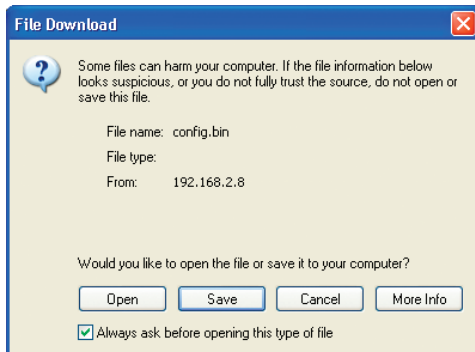 File Download
Some files can harm your computer. If the file information below
looks suspicious, or you do not fully trust the source, do not open or
save this file.
File name: config.bin
File type:
From: 192.168.2.8
Would you like to open the file or save it to your computer?
Open Save Cancel More Info
Always ask before opening this type of file